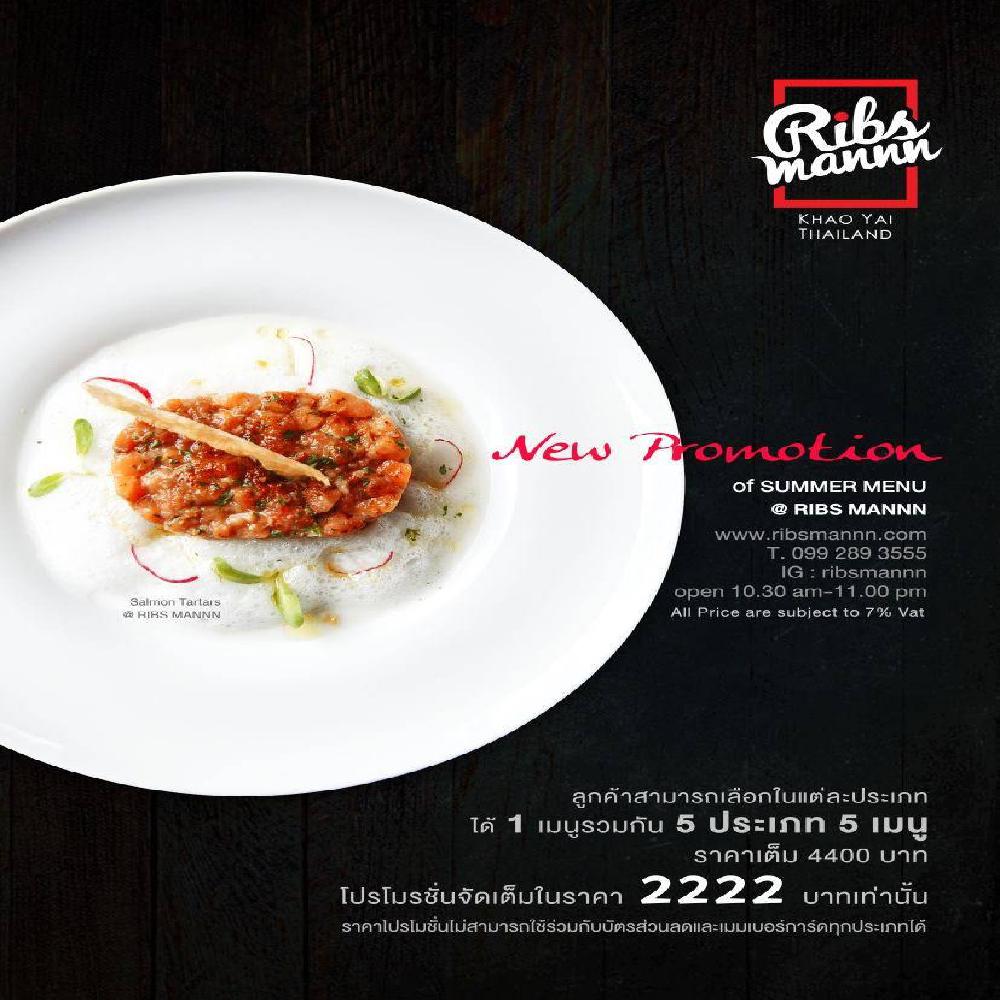 Ribs
mannn
KHAO YAI
THAILAND
New Promotion
of SUMMER MENU
@ RIBS MANNN
www.ribsmannn.com
T. 099 289 3555
IG : ribsmannn
open 10.30 am-11.00 pm
All Price are subject to 7% Vat
Salmon Tartars
@ RIBS MANNN
ลูกค้าสามารถเลือกในแต่ละประเภท
ได้ 1 เมนูรวมกัน 5 ประเภท 5 เมนู
ราคาเต็ม 4400 บาท
โปรโมรชั่นจัดเต็มในราคา 2222 บาทเท่านั้น
ราคาโปรโมชั่นไม่สามารถใช้ร่วมกับบัตรส่วนลดและเมมเบอร์การ์ดทุกประเภทได้